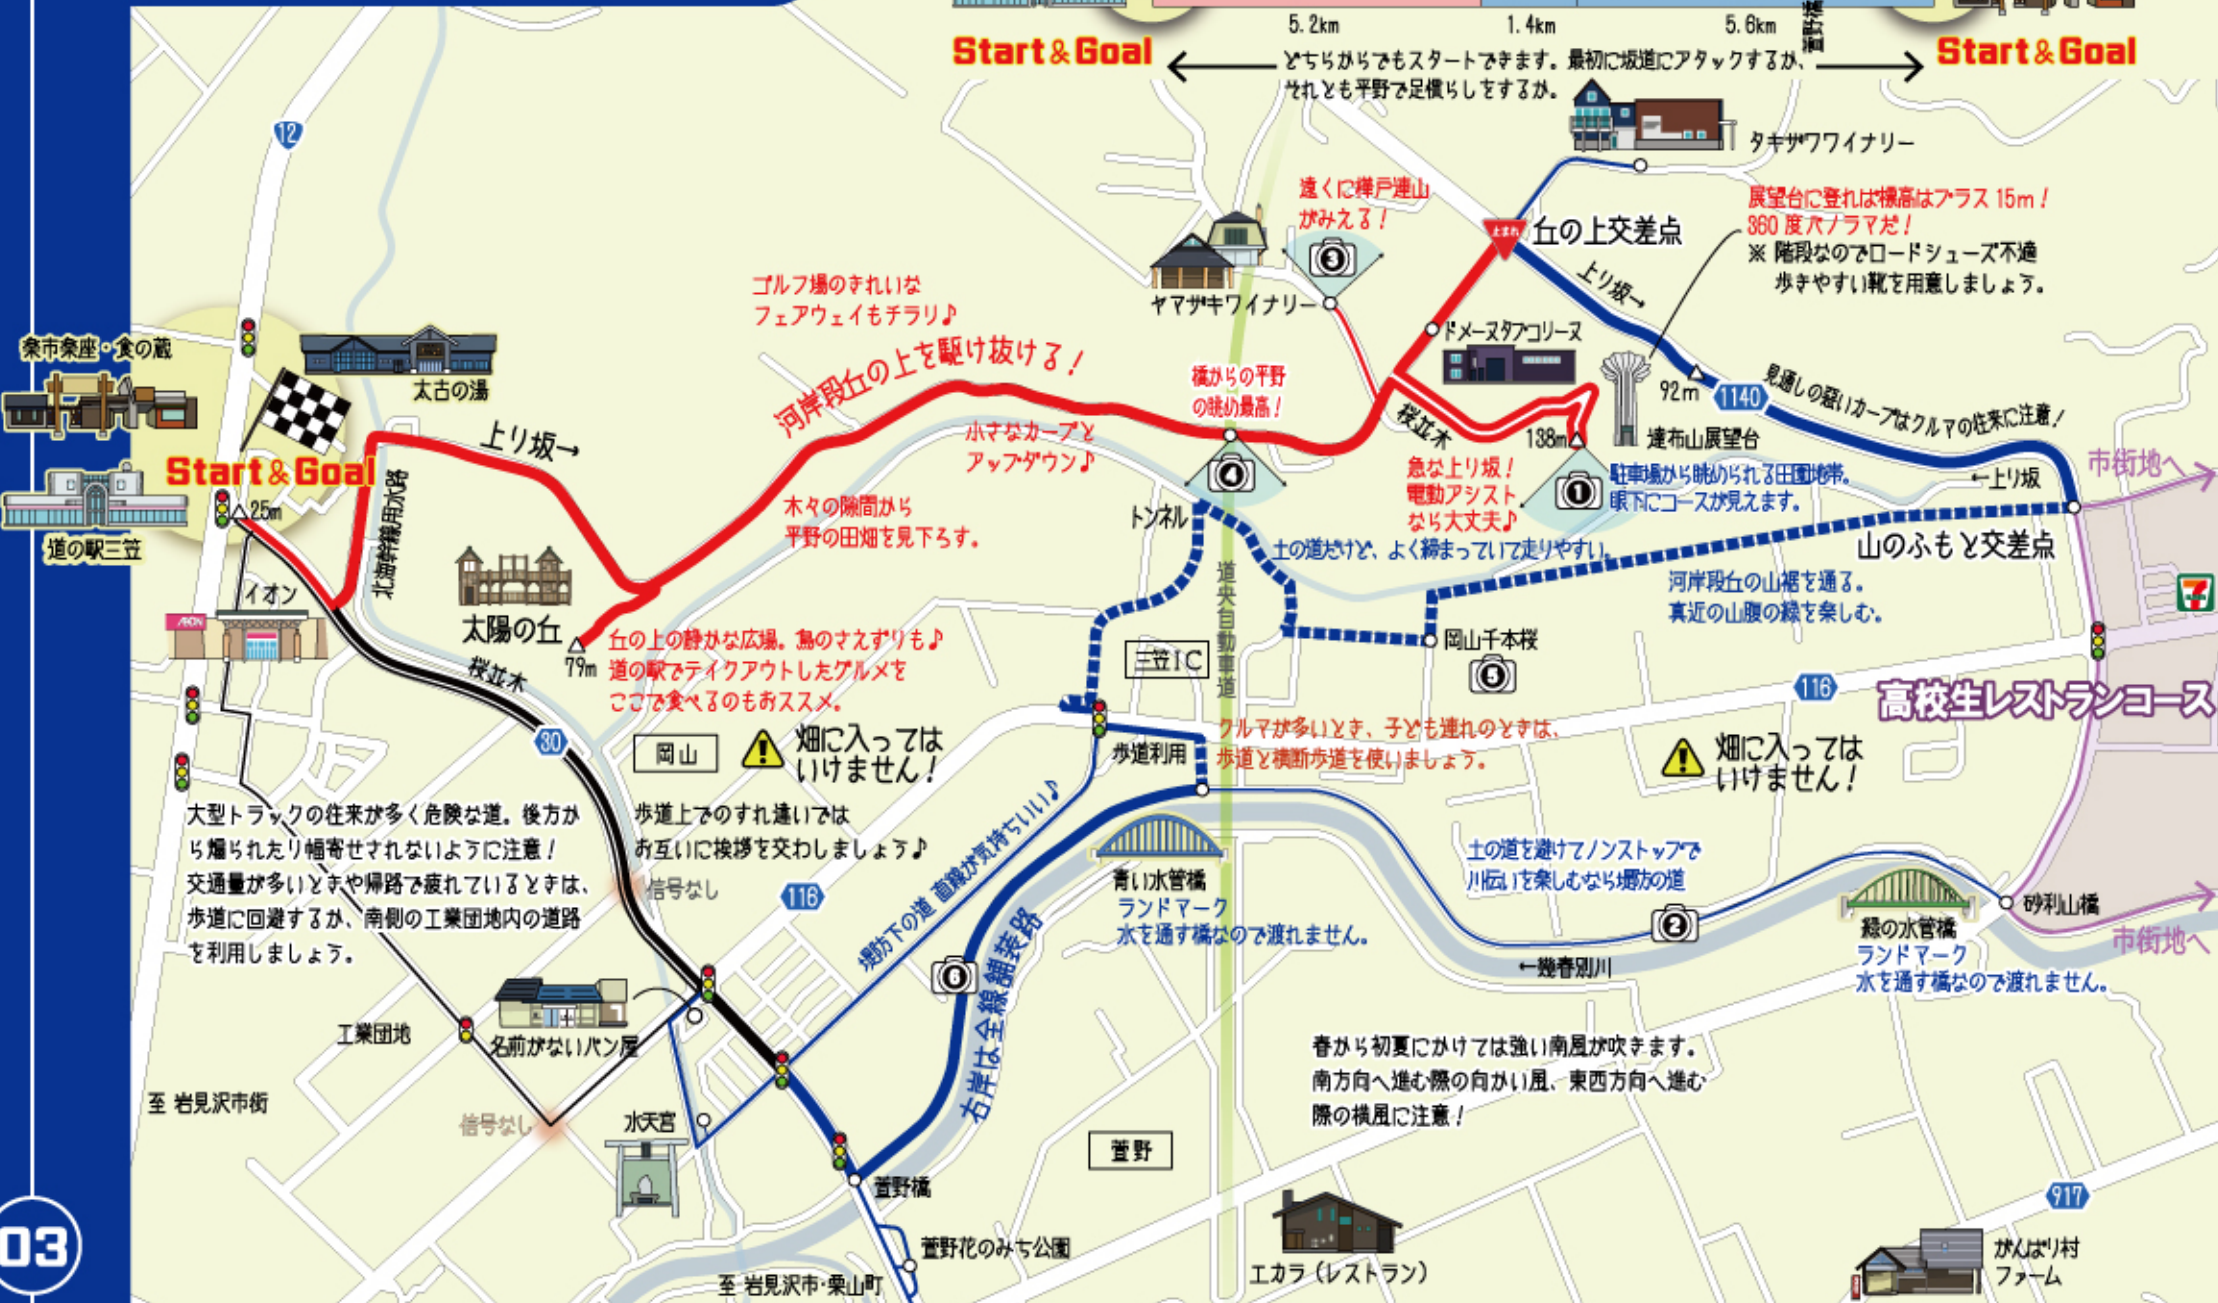 5.2km
1.4km
5.6km
萱野橋
Start&Goal
Start&Goal
どちらからでもスタートできます。最初に坂道にアタックするか、
それとも平野で足慣らしをするか。
12
タキザワワイナリー
遠くに樺戸連山
がみえる！
3
止まれ
丘の上交差点
展望台に登れば標高はプラス15m！
360度パノラマだ！
※階段なのでロードシューズ不適
歩きやすい靴を用意しましょう。
上り坂→
ヤマザキワイナリー
ゴルフ場のきれいな
フェアウェイもチラリ♪
河岸段丘の上を駆け抜ける！
ドメーヌタプコリーヌ
楽市楽座・食の蔵
太古の湯
橋からの平野
の眺め最高！
92m
1140
見通しの悪いカーブはクルマの往来に注意！
桜並木
138m
達布山展望台
小さなカーブと
アップダウン♪
上り坂→
Start&Goal
北海幹線用水路
4
急な上り坂！
電動アシスト
なら大丈夫♪
1
駐車場から眺められる田園地帯。
眼下にコースが見えます。
←上り坂
市街地へ
25m
道の駅三笠
木々の隙間から
平野の田畑を見下ろす。
トンネル
土の道だけど、よく締まっていて走りやすい。
山のふもと交差点
道央自動車道
河岸段丘の山裾を通る。
真近の山腹の緑を楽しむ。
7
イオン
AEON
太陽の丘
79m
丘の上の静かな広場。鳥のさえずりも♪
道の駅でテイクアウトしたグルメを
ここで食べるのもおススメ。
三笠IC
岡山千本桜
5
桜並木
116
高校生レストランコース
30
岡山
畑に入っては
いけません！
歩道利用
クルマが多いとき、子ども連れのときは、
歩道と横断歩道を使いましょう。
畑に入っては
いけません！
大型トラックの往来が多く危険な道。後方か
ら煽られたり幅寄せされないように注意！
交通量が多いときや帰路で疲れているときは、
歩道に回避するか、南側の工業団地内の道路
を利用しましょう。
歩道上でのすれ違いでは
お互いに挨拶を交わしましょう♪
信号なし
116
堤防下の道 直線が気持ちいい♪
青い水管橋
ランドマーク
水を通す橋なので渡れません。
土の道を避けてノンストップで
川伝いを楽しむなら堤防の道
2
緑の水管橋
ランドマーク
水を通す橋なので渡れません。
砂利山橋
市街地へ
←幾春別川
6
右岸は全線舗装路
工業団地
名前がないパン屋
春から初夏にかけては強い南風が吹きます。
南方向へ進む際の向かい風、東西方向へ進む
際の横風に注意！
至 岩見沢市街
信号なし
水天宮
萱野
萱野橋
917
03
萱野花のみち公園
至 岩見沢市・栗山町
エカラ（レストラン）
がんばり村
ファーム